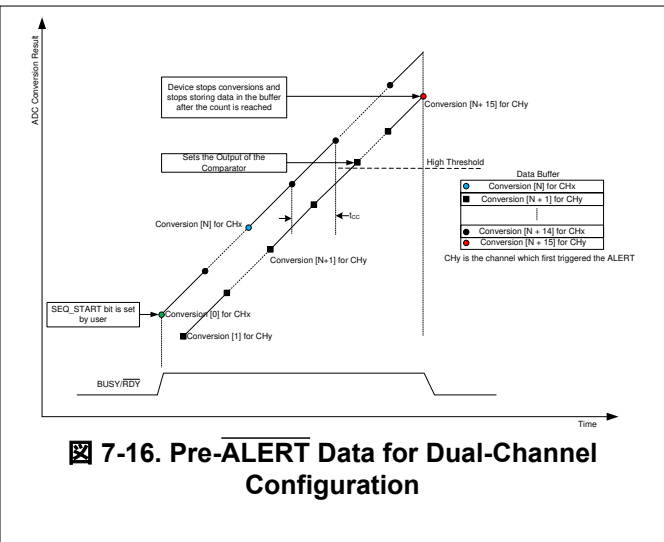 ADC Conversion Result
Device stops conversions and
stops storing data in the buffer
after the count is reached
Conversion [N+ 15] for CHy
Sets the Output of the
Comparator
High Threshold
Data Buffer
Conversion [N] for CHx
Conversion [N + 1] for CHy
Conversion [N + 14] for CHx
Conversion [N + 15] for CHy
CHy is the channel which first triggered the ALERT
Conversion [N] for CHx
tCC
Conversion [N+1] for CHy
SEQ_START bit is set
by user
Conversion [0] for CHx
Conversion [1] for CHy
BUSY/RDY
Time
図 7-16. Pre-ALERT Data for Dual-Channel
Configuration